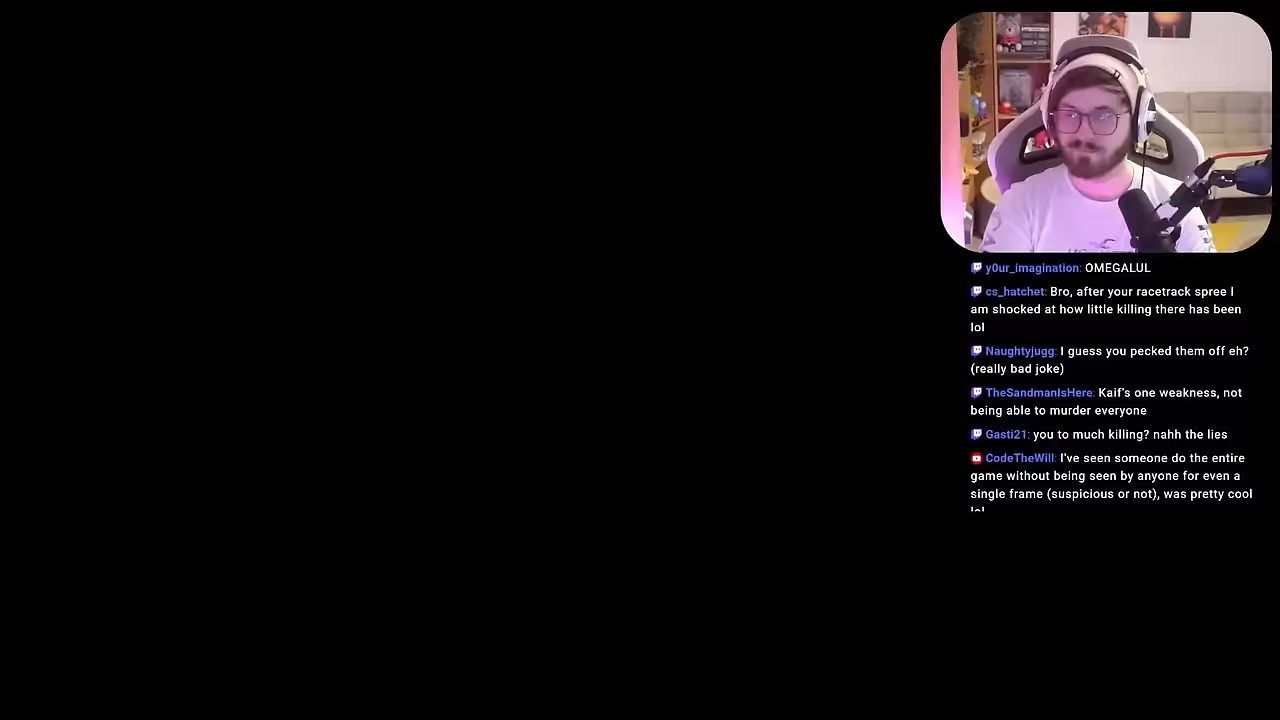 y0ur_imagination: OMEGALUL
cs_hatchet: Bro, after your racetrack spree I
am shocked at how little killing there has been
lol
Naughtyjugg: I guess you pecked them off eh?
(really bad joke)
TheSandmanIsHere: Kaif's one weakness, not
being able to murder everyone
Gasti21: you to much killing? nahh the lies
CodeTheWill: I've seen someone do the entire
game without being seen by anyone for even a
single frame (suspicious or not), was pretty cool
lol